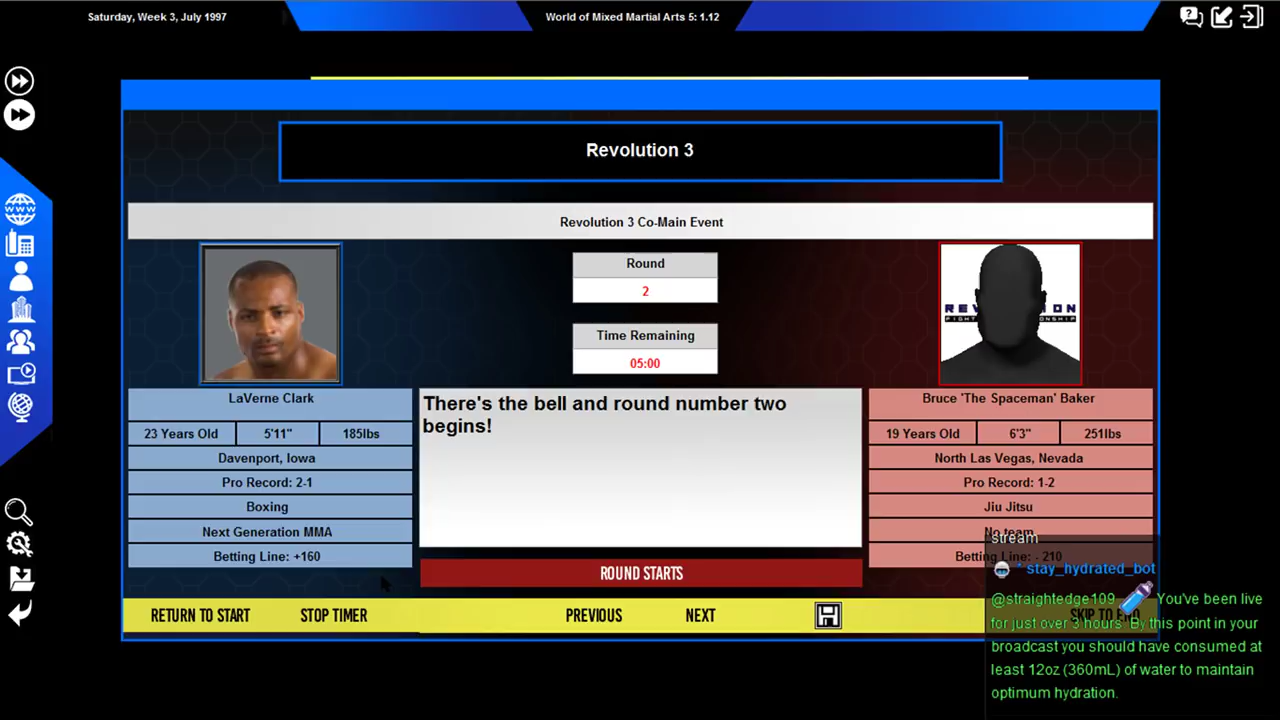 Saturday, Week 3, July 1997
World of Mixed Martial Arts 5: 1.12
Revolution 3
Revolution 3 Co-Main Event
Round
2
Time Remaining
05:00
LaVerne Clark
23 Years Old
5'11"
185lbs
Davenport, Iowa
Pro Record: 2-1
Boxing
Next Generation MMA
Betting Line: +160
There's the bell and round number two
begins!
ROUND STARTS
Bruce 'The Spaceman' Baker
19 Years Old
6'3"
251lbs
North Las Vegas, Nevada
Pro Record: 1-2
Jiu Jitsu
No team
Betting Line: - 210
RETURN TO START
STOP TIMER
PREVIOUS
NEXT
SKIP TO END
stream
stay_hydrated_bot
@straightedge109 You've been live
for just over 3 hours. By this point in your
broadcast you should have consumed at
least 12oz (360mL) of water to maintain
optimum hydration.
WWW